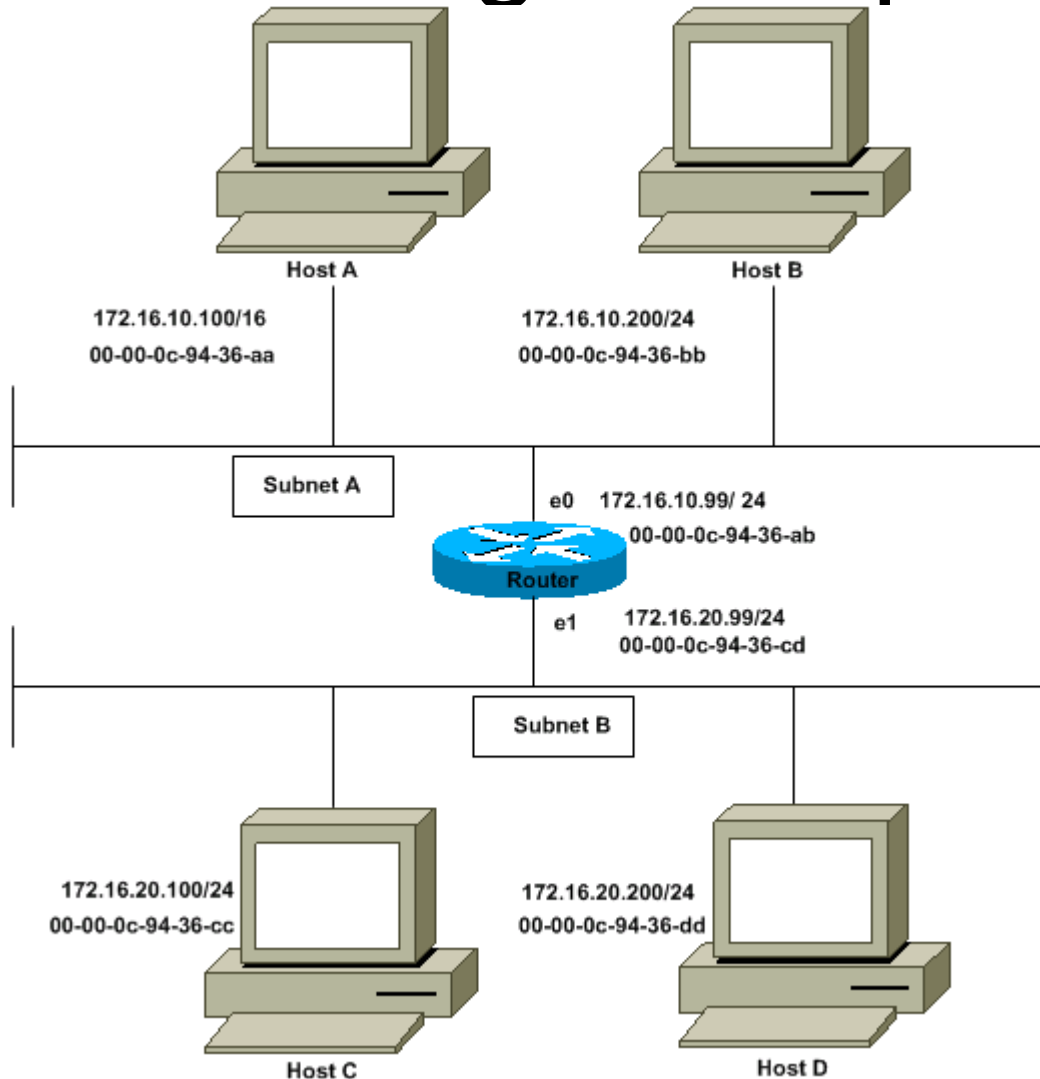 Host A
Host B
172.16.10.100/16
00-00-0c-94-36-aa
172.16.10.200/24
00-00-0c-94-36-bb
Subnet A
e0 172.16.10.99/ 24
00-00-0c-94-36-ab
Router
e1 172.16.20.99/24
00-00-0c-94-36-cd
Subnet B
172.16.20.100/24
00-00-0c-94-36-cc
172.16.20.200/24
00-00-0c-94-36-dd
Host C
Host D